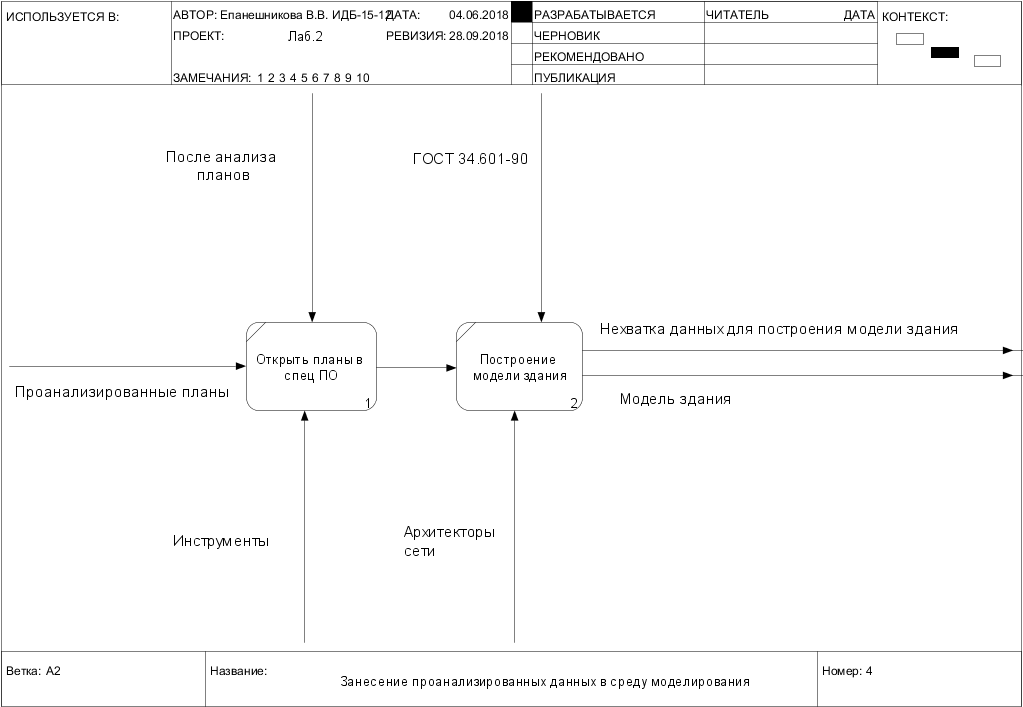 ИСПОЛЬЗУЕТСЯ В:
АВТОР: Епанешникова В.В. ИДБ-15-12
ДАТА: 04.06.2018
ПРОЕКТ: Лаб.2
РЕВИЗИЯ: 28.09.2018
ЗАМЕЧАНИЯ: 1 2 3 4 5 6 7 8 9 10
РАЗРАБАТЫВАЕТСЯ
ЧЕРНОВИК
РЕКОМЕНДОВАНО
ПУБЛИКАЦИЯ
ЧИТАТЕЛЬ ДАТА
КОНТЕКСТ:
После анализа
планов
ГОСТ 34.601-90
Нехватка данных для построения модели здания
Открыть планы в
спец ПО
1
Построение
модели здания
2
Проанализированные планы
Модель здания
Инструменты
Архитекторы
сети
Ветка: A2
Название:
Занесение проанализированных данных в среду моделирования
Номер: 4